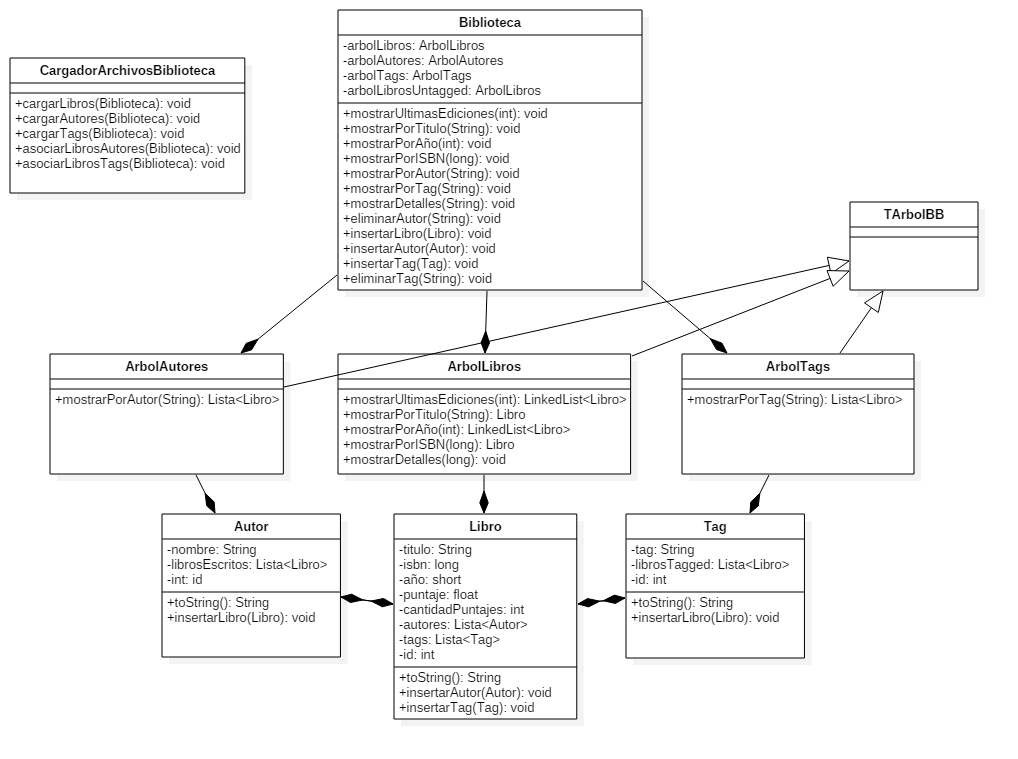 Biblioteca
-arbolLibros: ArbolLibros
-arbolAutores: ArbolAutores
-arbolTags: ArbolTags
-arbolLibrosUntagged: ArbolLibros
+mostrarUltimasEdiciones(int): void
+mostrarPorTitulo(String): void
+mostrarPorAño(int): void
+mostrarPorISBN(long): void
+mostrarPorAutor(String): void
+mostrarPorTag(String): void
+mostrarDetalles(String): void
+eliminarAutor(String): void
+insertarLibro(Libro): void
+insertarAutor(Autor): void
+insertarTag(Tag): void
+eliminarTag(String): void
CargadorArchivosBiblioteca
+cargarLibros(Biblioteca): void
+cargarAutores(Biblioteca): void
+cargarTags(Biblioteca): void
+asociarLibrosAutores(Biblioteca): void
+asociarLibrosTags(Biblioteca): void
TArbolBB
ArbolAutores
+mostrarPorAutor(String): Lista<Libro>
ArbolLibros
+mostrarUltimasEdiciones(int): LinkedList<Libro>
+mostrarPorTitulo(String): Libro
+mostrarPorAño(int): LinkedList<Libro>
+mostrarPorISBN(long): Libro
+mostrarDetalles(long): void
ArbolTags
+mostrarPorTag(String): Lista<Libro>
Autor
-nombre: String
-librosEscritos: Lista<Libro>
-int: id
+toString(): String
+insertarLibro(Libro): void
Libro
-titulo: String
-isbn: long
-año: short
-puntaje: float
-cantidadPuntajes: int
-autores: Lista<Autor>
-tags: Lista<Tag>
-id: int
+toString(): String
+insertarAutor(Autor): void
+insertarTag(Tag): void
Tag
-tag: String
-librosTagged: Lista<Libro>
-id: int
+toString(): String
+insertarLibro(Libro): void